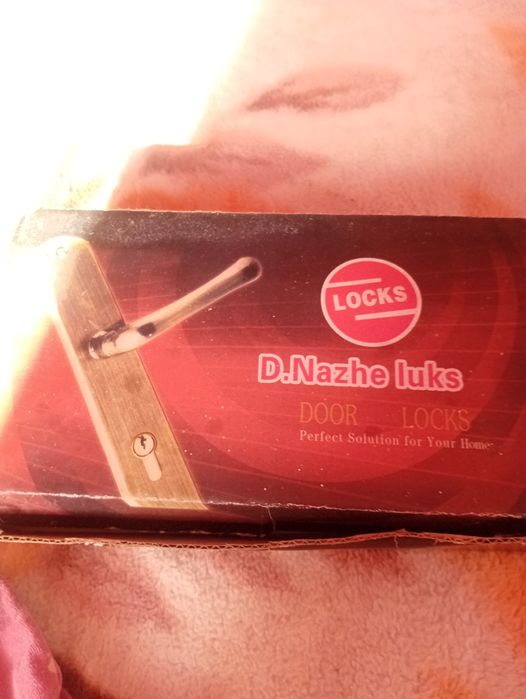 LOCKS
D.Nazhe luks
DOOR LOCKS
Perfect Solution for Your Home